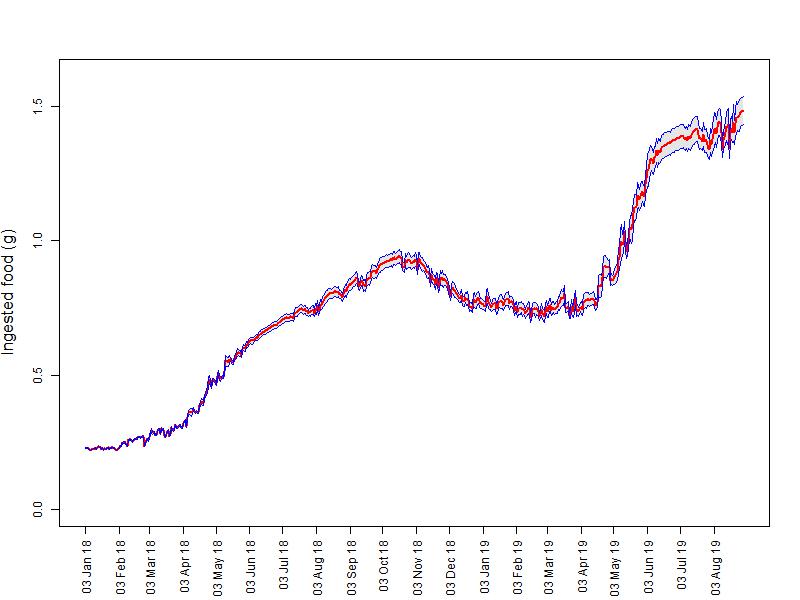 Ingested food (g)
1.5
1.0
0.5
0.0
03 Jan 18
03 Feb 18
03 Mar 18
03 Apr 18
03 May 18
03 Jun 18
03 Jul 18
03 Aug 18
03 Sep 18
03 Oct 18
03 Nov 18
03 Dec 18
03 Jan 19
03 Feb 19
03 Mar 19
03 Apr 19
03 May 19
03 Jun 19
03 Jul 19
03 Aug 19